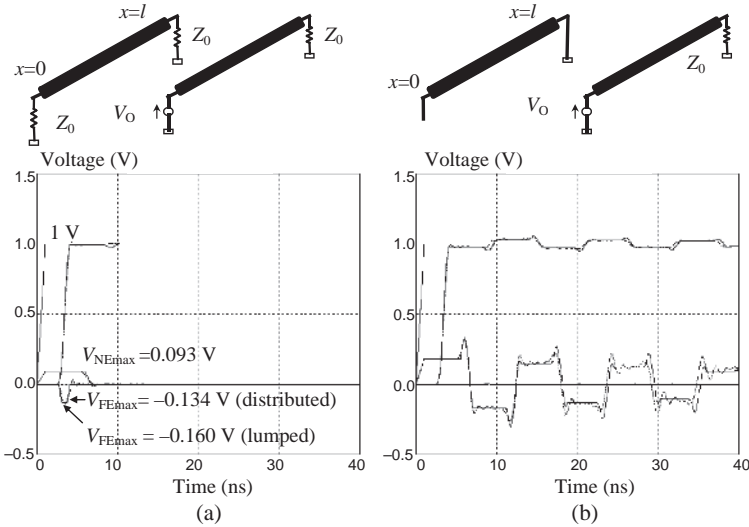 x=l
Z0
Z0
x=0
Z0
VO
x=l
x=0
Z0
VO
Voltage (V)
1.5
1.0
0.5
0.0
–0.5
1 V
VNEmax =0.093 V
VFEmax= –0.134 V (distributed)
VFEmax = –0.160 V (lumped)
0 10 20 30 40
Time (ns)
(a)
Voltage (V)
1.5
1.0
0.5
0.0
–0.5
0 10 20 30 40
Time (ns)
(b)